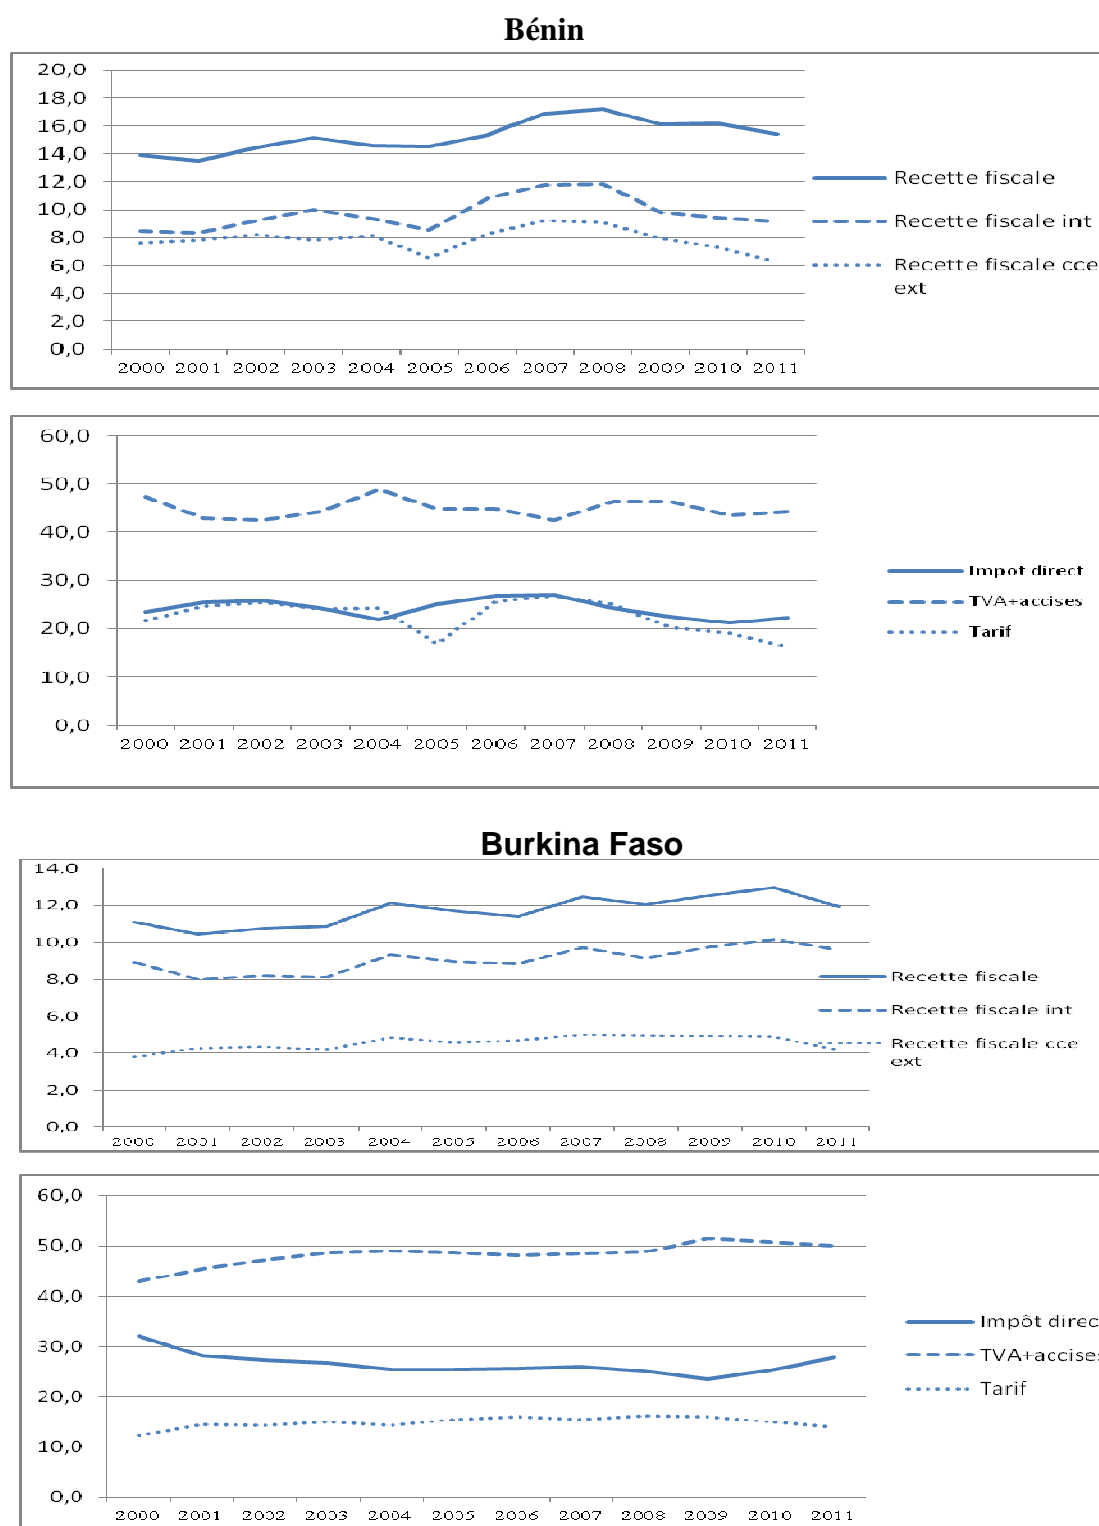 Bénin
20,0
18,0
16,0
14,0
12,0
10,0
8,0
6,0
4,0
2,0
0,0
2000 2001 2002 2003 2004 2005 2006 2007 2008 2009 2010 2011
Recette fiscale
Recette fiscale int
Recette fiscale cce
ext
60,0
50,0
40,0
30,0
20,0
10,0
0,0
2000 2001 2002 2003 2004 2005 2006 2007 2008 2009 2010 2011
Impot direct
TVA+accises
Tarif
Burkina Faso
14,0
12,0
10,0
8,0
6,0
4,0
2,0
0,0
2000 2001 2002 2003 2004 2005 2006 2007 2008 2009 2010 2011
Recette fiscale
Recette fiscale int
Recette fiscale cce
ext
60,0
50,0
40,0
30,0
20,0
10,0
0,0
2000 2001 2002 2003 2004 2005 2006 2007 2008 2009 2010 2011
Impôt direc
TVA+accises
Tarif